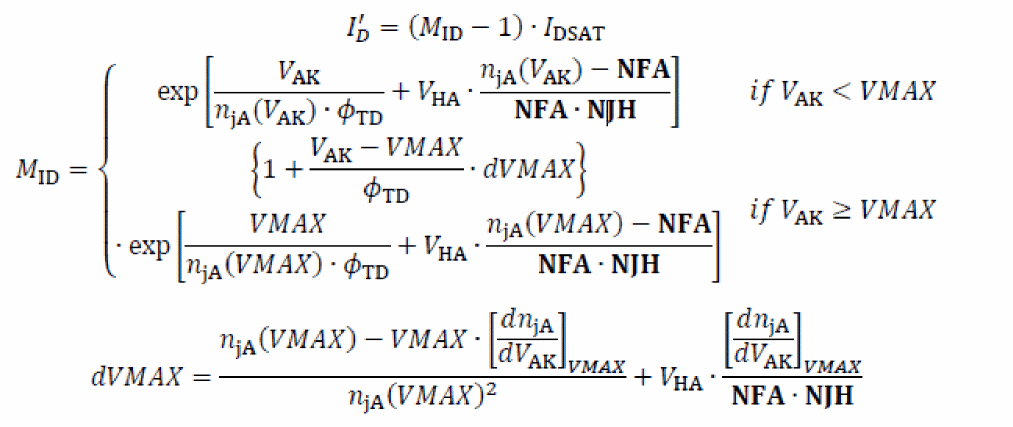 I′_D = (M_ID − 1) · I_DSAT
M_ID = { exp[ V_AK / (n_jA(V_AK) · ϕ_TD) + V_HA · (n_jA(V_AK) − NFA) / (NFA · NJH) ] if V_AK < VMAX
{1 + (V_AK − VMAX) / ϕ_TD · dVMAX}
· exp[ VMAX / (n_jA(VMAX) · ϕ_TD) + V_HA · (n_jA(VMAX) − NFA) / (NFA · NJH) ] if V_AK ≥ VMAX
dVMAX = (n_jA(VMAX) − VMAX · [dn_jA / dV_AK]_VMAX) / n_jA(VMAX)² + V_HA · [dn_jA / dV_AK]_VMAX / (NFA · NJH)